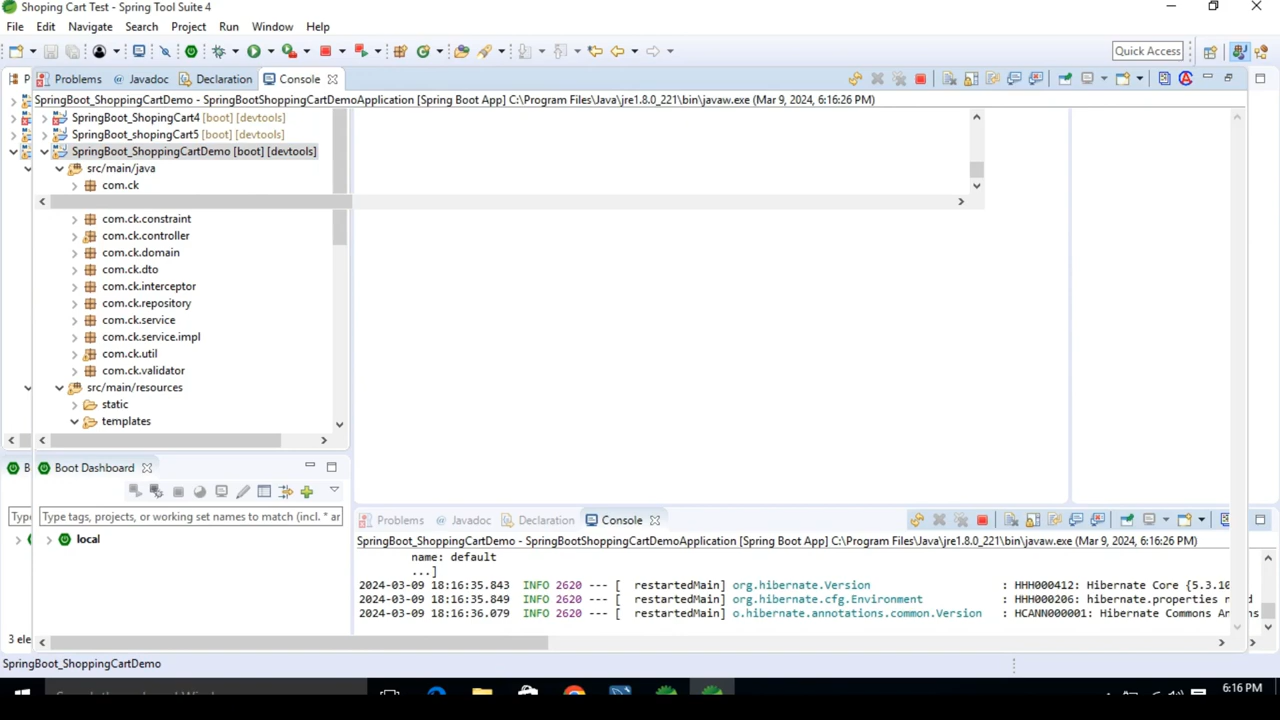 Shoping Cart Test - Spring Tool Suite 4
File Edit Navigate Search Project Run Window Help
Quick Access
P Problems Javadoc Declaration Console
SpringBoot_ShoppingCartDemo - SpringBootShoppingCartDemoApplication [Spring Boot App] C:\Program Files\Java\jre1.8.0_221\bin\javaw.exe (Mar 9, 2024, 6:16:26 PM)
SpringBoot_ShopingCart4 [boot] [devtools]
SpringBoot_shopingCart5 [boot] [devtools]
SpringBoot_ShoppingCartDemo [boot] [devtools]
src/main/java
com.ck
com.ck.constraint
com.ck.controller
com.ck.domain
com.ck.dto
com.ck.interceptor
com.ck.repository
com.ck.service
com.ck.service.impl
com.ck.util
com.ck.validator
src/main/resources
static
templates
B Boot Dashboard
Type Type tags, projects, or working set names to match (incl. * ar
local
3 ele
Problems Javadoc Declaration Console
SpringBoot_ShoppingCartDemo - SpringBootShoppingCartDemoApplication [Spring Boot App] C:\Program Files\Java\jre1.8.0_221\bin\javaw.exe (Mar 9, 2024, 6:16:26 PM)
name: default
...]
2024-03-09 18:16:35.843 INFO 2620 --- [ restartedMain] org.hibernate.Version : HHH000412: Hibernate Core {5.3.10
2024-03-09 18:16:35.849 INFO 2620 --- [ restartedMain] org.hibernate.cfg.Environment : HHH000206: hibernate.properties n
2024-03-09 18:16:36.079 INFO 2620 --- [ restartedMain] o.hibernate.annotations.common.Version : HCANN000001: Hibernate Commons An
SpringBoot_ShoppingCartDemo
6:16 PM